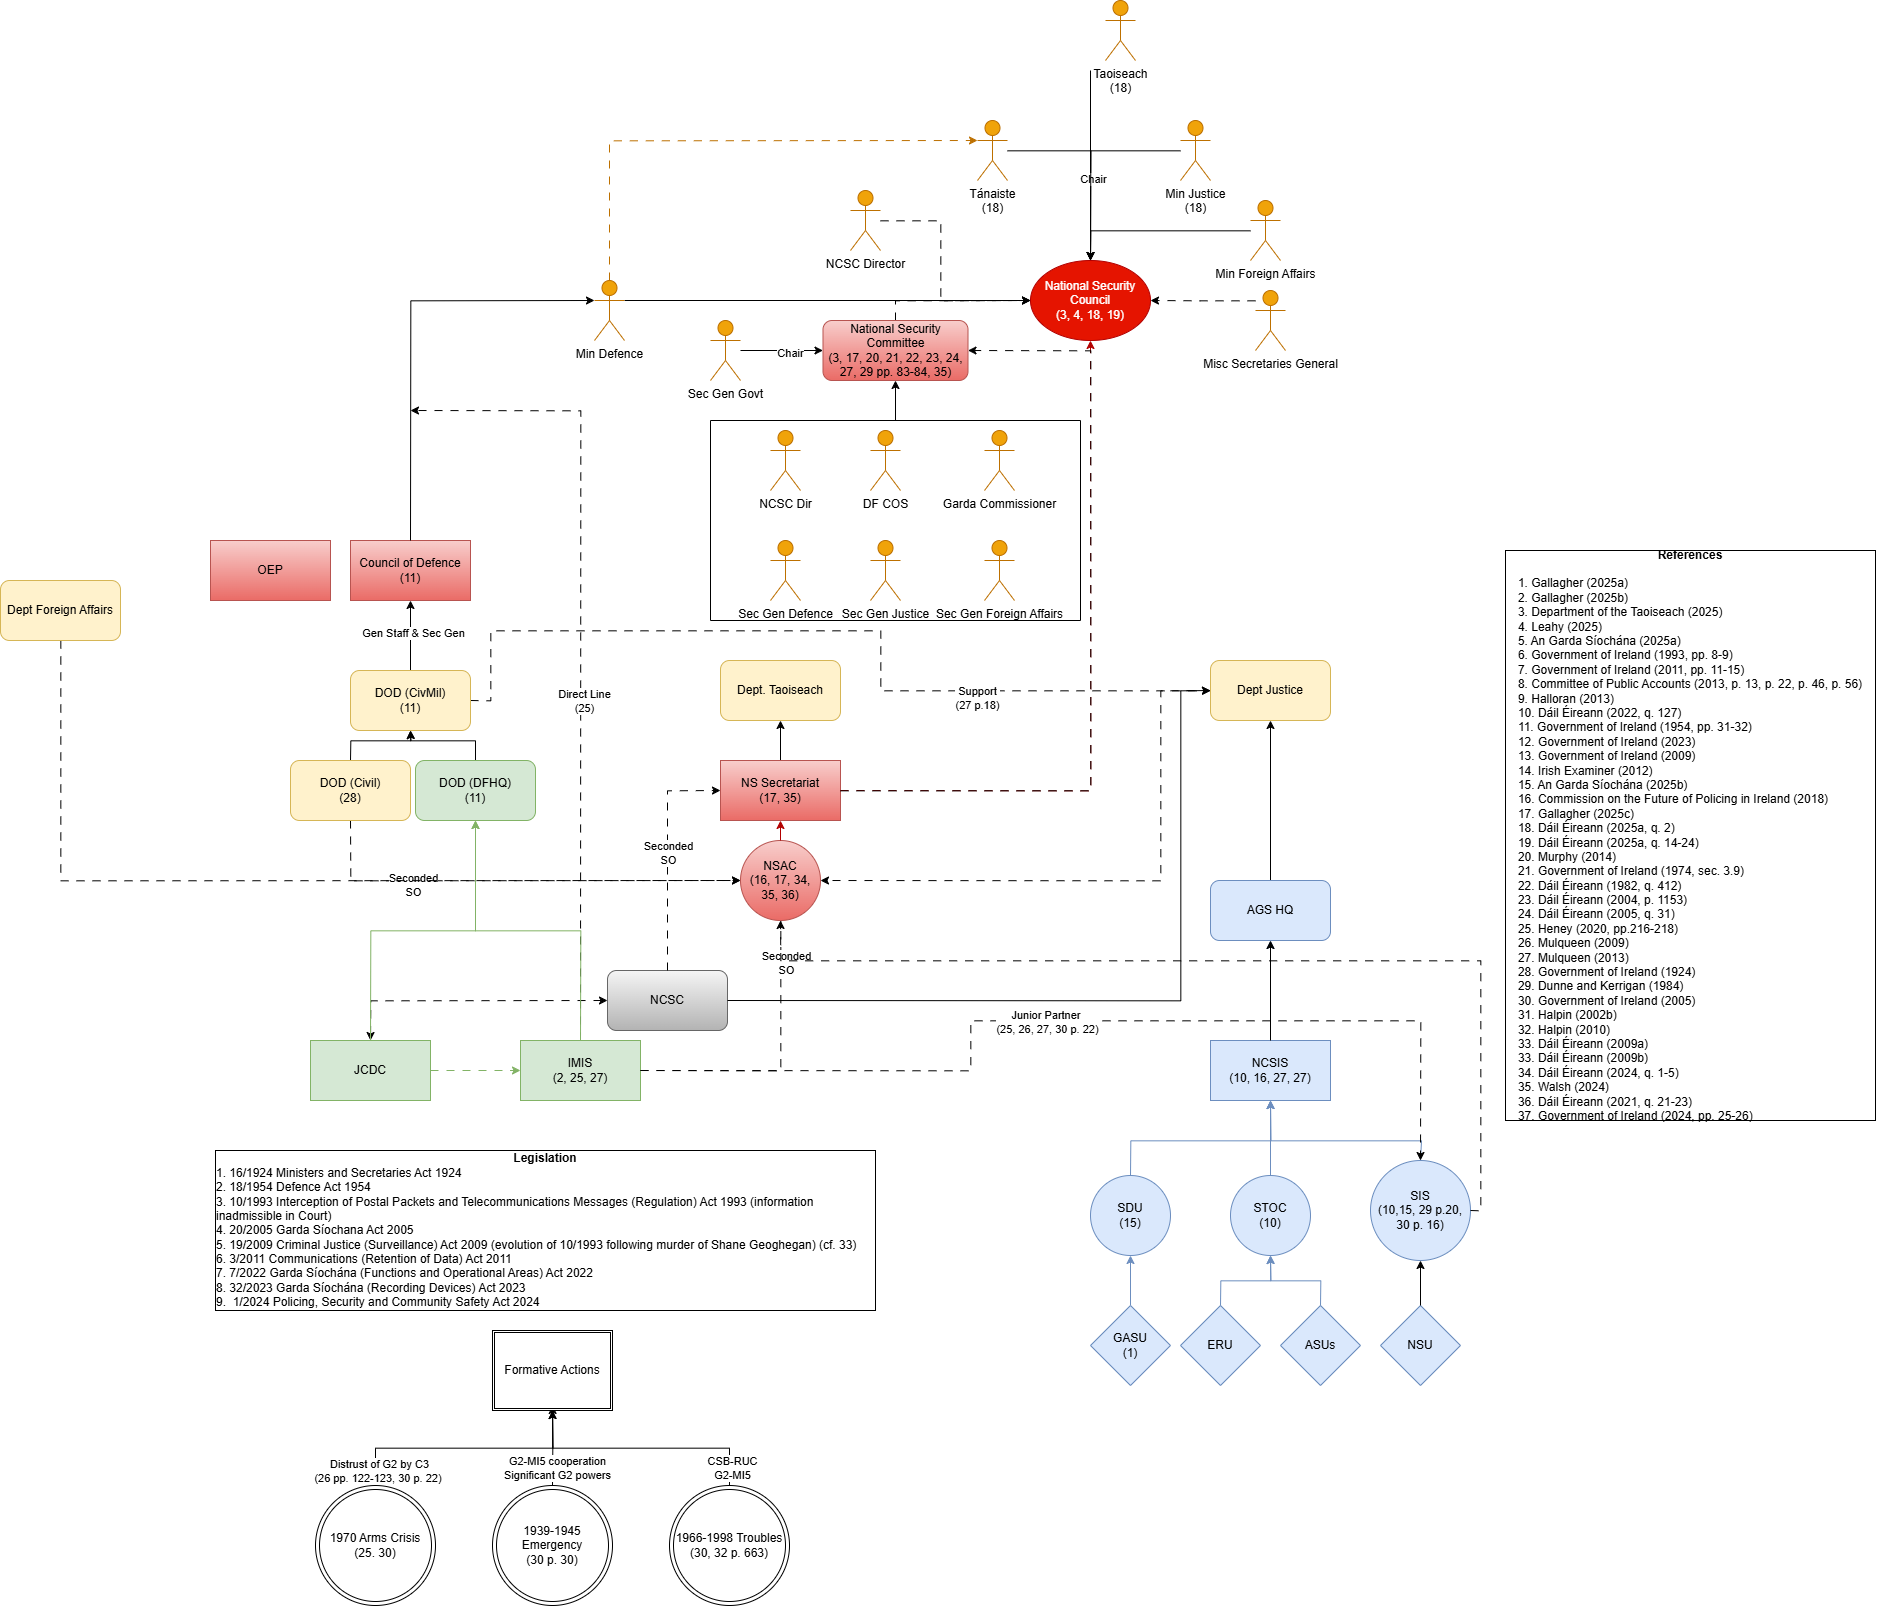 Taoiseach
(18)
Tánaiste
(18)
Min Justice
(18)
Chair
NCSC Director
Min Foreign Affairs
National Security
Council
(3, 4, 18, 19)
Min Defence
Misc Secretaries General
National Security
Committee
(3, 17, 20, 21, 22, 23, 24,
27, 29 pp. 83-84, 35)
Chair
Sec Gen Govt
NCSC Dir
DF COS
Garda Commissioner
Sec Gen Defence
Sec Gen Justice
Sec Gen Foreign Affairs
OEP
Council of Defence
(11)
Dept Foreign Affairs
Gen Staff & Sec Gen
DOD (CivMil)
(11)
Direct Line
(25)
Dept. Taoiseach
Support
(27 p.18)
Dept Justice
DOD (Civil)
(28)
DOD (DFHQ)
(11)
NS Secretariat
(17, 35)
Seconded
SO
Seconded
SO
NSAC
(16, 17, 34,
35, 36)
AGS HQ
Seconded
SO
NCSC
Junior Partner
(25, 26, 27, 30 p. 22)
JCDC
IMIS
(2, 25, 27)
NCSIS
(10, 16, 27, 27)
SDU
(15)
STOC
(10)
SIS
(10,15, 29 p.20,
30 p. 16)
GASU
(1)
ERU
ASUs
NSU
References
1. Gallagher (2025a)
2. Gallagher (2025b)
3. Department of the Taoiseach (2025)
4. Leahy (2025)
5. An Garda Síochána (2025a)
6. Government of Ireland (1993, pp. 8-9)
7. Government of Ireland (2011, pp. 11-15)
8. Committee of Public Accounts (2013, p. 13, p. 22, p. 46, p. 56)
9. Halloran (2013)
10. Dáil Éireann (2022, q. 127)
11. Government of Ireland (1954, pp. 31-32)
12. Government of Ireland (2023)
13. Government of Ireland (2009)
14. Irish Examiner (2012)
15. An Garda Síochána (2025b)
16. Commission on the Future of Policing in Ireland (2018)
17. Gallagher (2025c)
18. Dáil Éireann (2025a, q. 2)
19. Dáil Éireann (2025a, q. 14-24)
20. Murphy (2014)
21. Government of Ireland (1974, sec. 3.9)
22. Dáil Éireann (1982, q. 412)
23. Dáil Éireann (2004, p. 1153)
24. Dáil Éireann (2005, q. 31)
25. Heney (2020, pp.216-218)
26. Mulqueen (2009)
27. Mulqueen (2013)
28. Government of Ireland (1924)
29. Dunne and Kerrigan (1984)
30. Government of Ireland (2005)
31. Halpin (2002b)
32. Halpin (2010)
33. Dáil Éireann (2009a)
33. Dáil Éireann (2009b)
34. Dáil Éireann (2024, q. 1-5)
35. Walsh (2024)
36. Dáil Éireann (2021, q. 21-23)
37. Government of Ireland (2024, pp. 25-26)
Legislation
1. 16/1924 Ministers and Secretaries Act 1924
2. 18/1954 Defence Act 1954
3. 10/1993 Interception of Postal Packets and Telecommunications Messages (Regulation) Act 1993 (information
inadmissible in Court)
4. 20/2005 Garda Síochana Act 2005
5. 19/2009 Criminal Justice (Surveillance) Act 2009 (evolution of 10/1993 following murder of Shane Geoghegan) (cf. 33)
6. 3/2011 Communications (Retention of Data) Act 2011
7. 7/2022 Garda Síochána (Functions and Operational Areas) Act 2022
8. 32/2023 Garda Síochána (Recording Devices) Act 2023
9. 1/2024 Policing, Security and Community Safety Act 2024
Formative Actions
Distrust of G2 by C3
(26 pp. 122-123, 30 p. 22)
G2-MI5 cooperation
Significant G2 powers
CSB-RUC
G2-MI5
1970 Arms Crisis
(25. 30)
1939-1945
Emergency
(30 p. 30)
1966-1998 Troubles
(30, 32 p. 663)